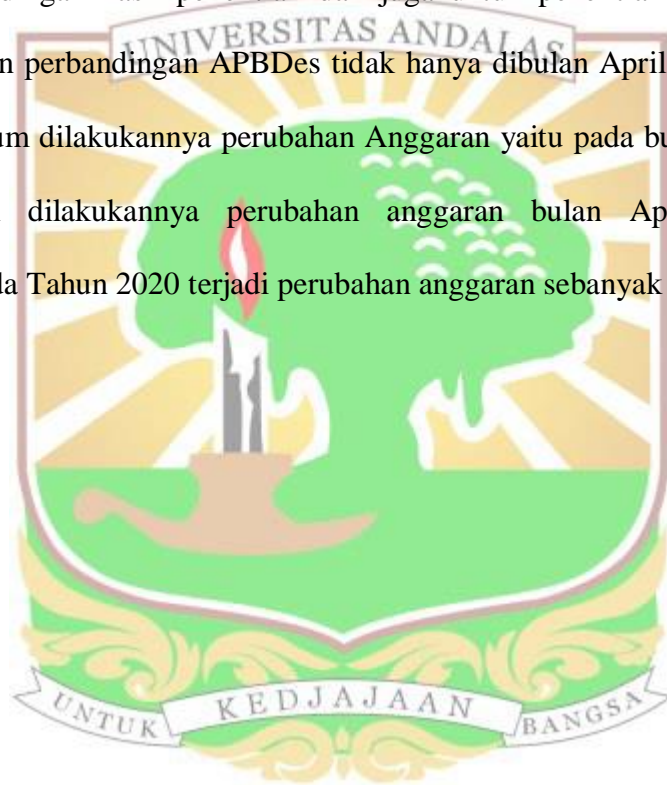 UNIVERSITAS ANDALAS
n perbandingan APBDes tidak hanya dibulan April
um dilakukannya perubahan Anggaran yaitu pada bu
dilakukannya perubahan anggaran bulan Ap
da Tahun 2020 terjadi perubahan anggaran sebanyak
UNTUK KEDJAJAAN BANGSA